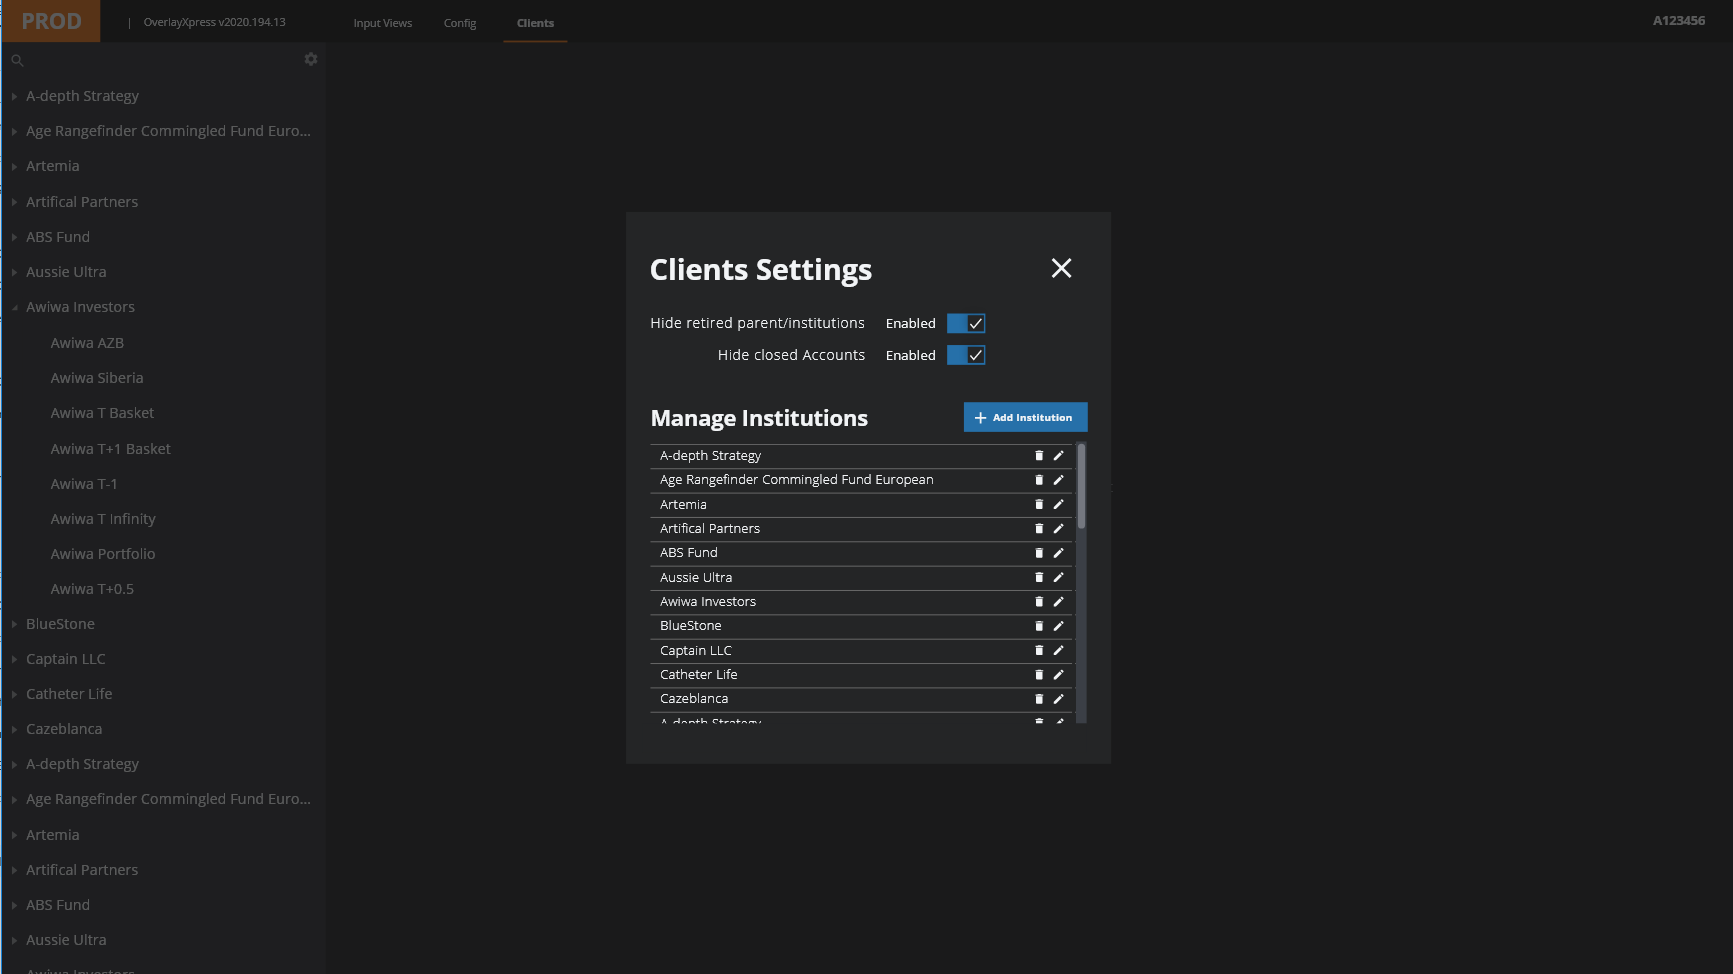 PROD | OverlayXpress v2020.194.13 Input Views Config Clients A123456
A-depth Strategy
Age Rangefinder Commingled Fund Euro...
Artemia
Artifical Partners
ABS Fund
Aussie Ultra
Awiwa Investors
Awiwa AZB
Awiwa Siberia
Awiwa T Basket
Awiwa T+1 Basket
Awiwa T-1
Awiwa T Infinity
Awiwa Portfolio
Awiwa T+0.5
BlueStone
Captain LLC
Catheter Life
Cazeblanca
A-depth Strategy
Age Rangefinder Commingled Fund Euro...
Artemia
Artifical Partners
ABS Fund
Aussie Ultra
Awiwa Investors
Clients Settings
Hide retired parent/institutions Enabled
Hide closed Accounts Enabled
Manage Institutions Add Institution
A-depth Strategy
Age Rangefinder Commingled Fund European
Artemia
Artifical Partners
ABS Fund
Aussie Ultra
Awiwa Investors
BlueStone
Captain LLC
Catheter Life
Cazeblanca
A-depth Strategy